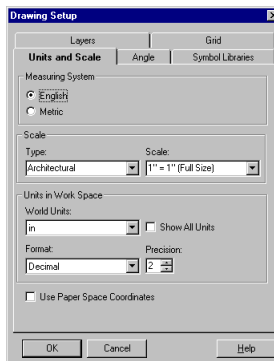 Drawing Setup
Layers Grid
Units and Scale Angle Symbol Libraries
Measuring System
English
Metric
Scale
Type: Scale:
Architectural 1" = 1" (Full Size)
Units in Work Space
World Units:
in Show All Units
Format: Precision:
Decimal 2
Use Paper Space Coordinates
OK Cancel Help